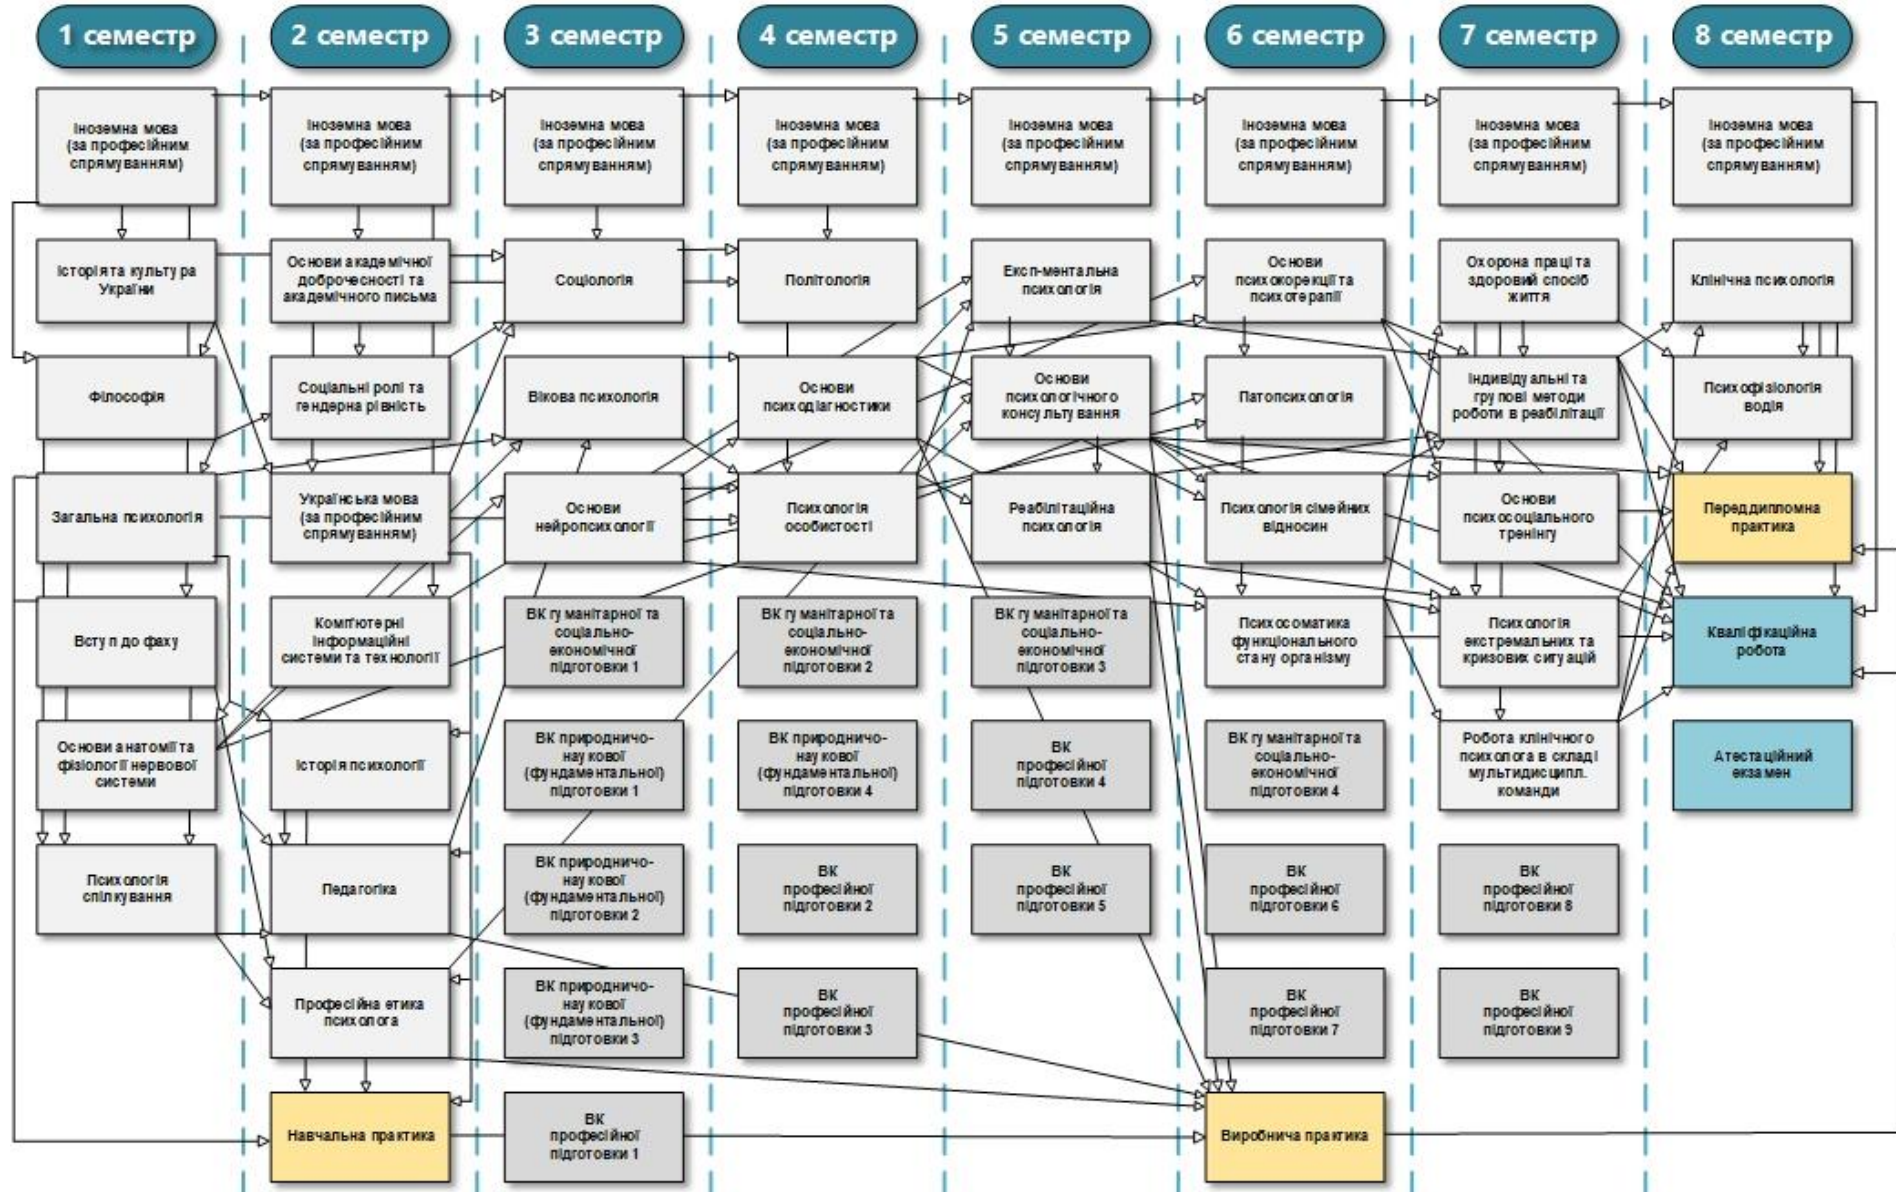 1 семестр
2 семестр
3 семестр
4 семестр
5 семестр
6 семестр
7 семестр
8 семестр
Іноземна мова
(за професійним
спрямуванням)
Історія та культура
України
Філософія
Загальна психологія
Вступ до фаху
Основи анатомії та
фізіології нервової
системи
Психологія
спілкування
Іноземна мова
(за професійним
спрямуванням)
Основи академічної
доброчесності та
академічного письма
Соціальні ролі та
гендерна рівність
Українська мова
(за професійним
спрямуванням)
Комп'ютерні
інформаційні
системи та технології
Історія психології
Педагогіка
Професійна етика
психолога
Навчальна практика
Іноземна мова
(за професійним
спрямуванням)
Соціологія
Вікова психологія
Основи
нейропсихології
ВК гуманітарної та
соціально-
економічної
підготовки 1
ВК природничо-
наукової
(фундаментальної)
підготовки 1
ВК природничо-
наукової
(фундаментальної)
підготовки 2
ВК природничо-
наукової
(фундаментальної)
підготовки 3
ВК
професійної
підготовки 1
Іноземна мова
(за професійним
спрямуванням)
Політологія
Основи
психодіагностики
Психологія
особистості
ВК гуманітарної та
соціально-
економічної
підготовки 2
ВК природничо-
наукової
(фундаментальної)
підготовки 4
ВК
професійної
підготовки 2
ВК
професійної
підготовки 3
Іноземна мова
(за професійним
спрямуванням)
Експ-ментальна
психологія
Основи
психологічного
консультування
Реабілітаційна
психологія
ВК гуманітарної та
соціально-
економічної
підготовки 3
ВК
професійної
підготовки 4
ВК
професійної
підготовки 5
Іноземна мова
(за професійним
спрямуванням)
Основи
психокорекції та
психотерапії
Патопсихологія
Психологія сімейних
відносин
Психосоматика
функціонального
стану організму
ВК гуманітарної та
соціально-
економічної
підготовки 4
ВК
професійної
підготовки 6
ВК
професійної
підготовки 7
Виробнича практика
Іноземна мова
(за професійним
спрямуванням)
Охорона праці та
здоровий спосіб
життя
Індивідуальні та
групові методи
роботи в реабілітації
Основи
психосоціального
тренінгу
Психологія
екстремальних та
кризових ситуацій
Робота клінічного
психолога в складі
мультидисципл.
команди
ВК
професійної
підготовки 8
ВК
професійної
підготовки 9
Іноземна мова
(за професійним
спрямуванням)
Клінічна психологія
Психофізіологія
водія
Переддипломна
практика
Кваліфікаційна
робота
Атестаційний
екзамен